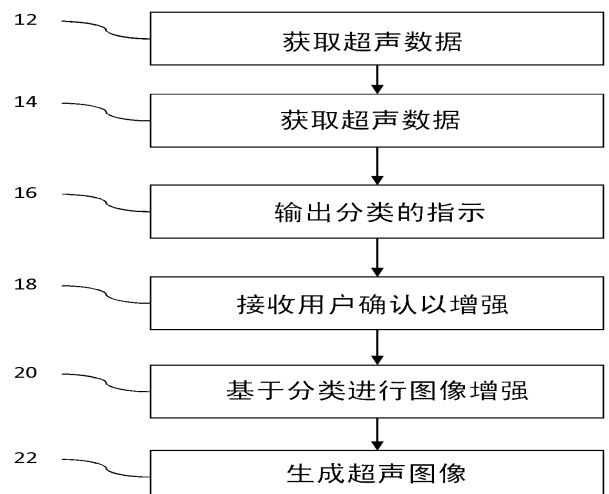 12 获取超声数据
14 获取超声数据
16 输出分类的指示
18 接收用户确认以增强
20 基于分类进行图像增强
22 生成超声图像